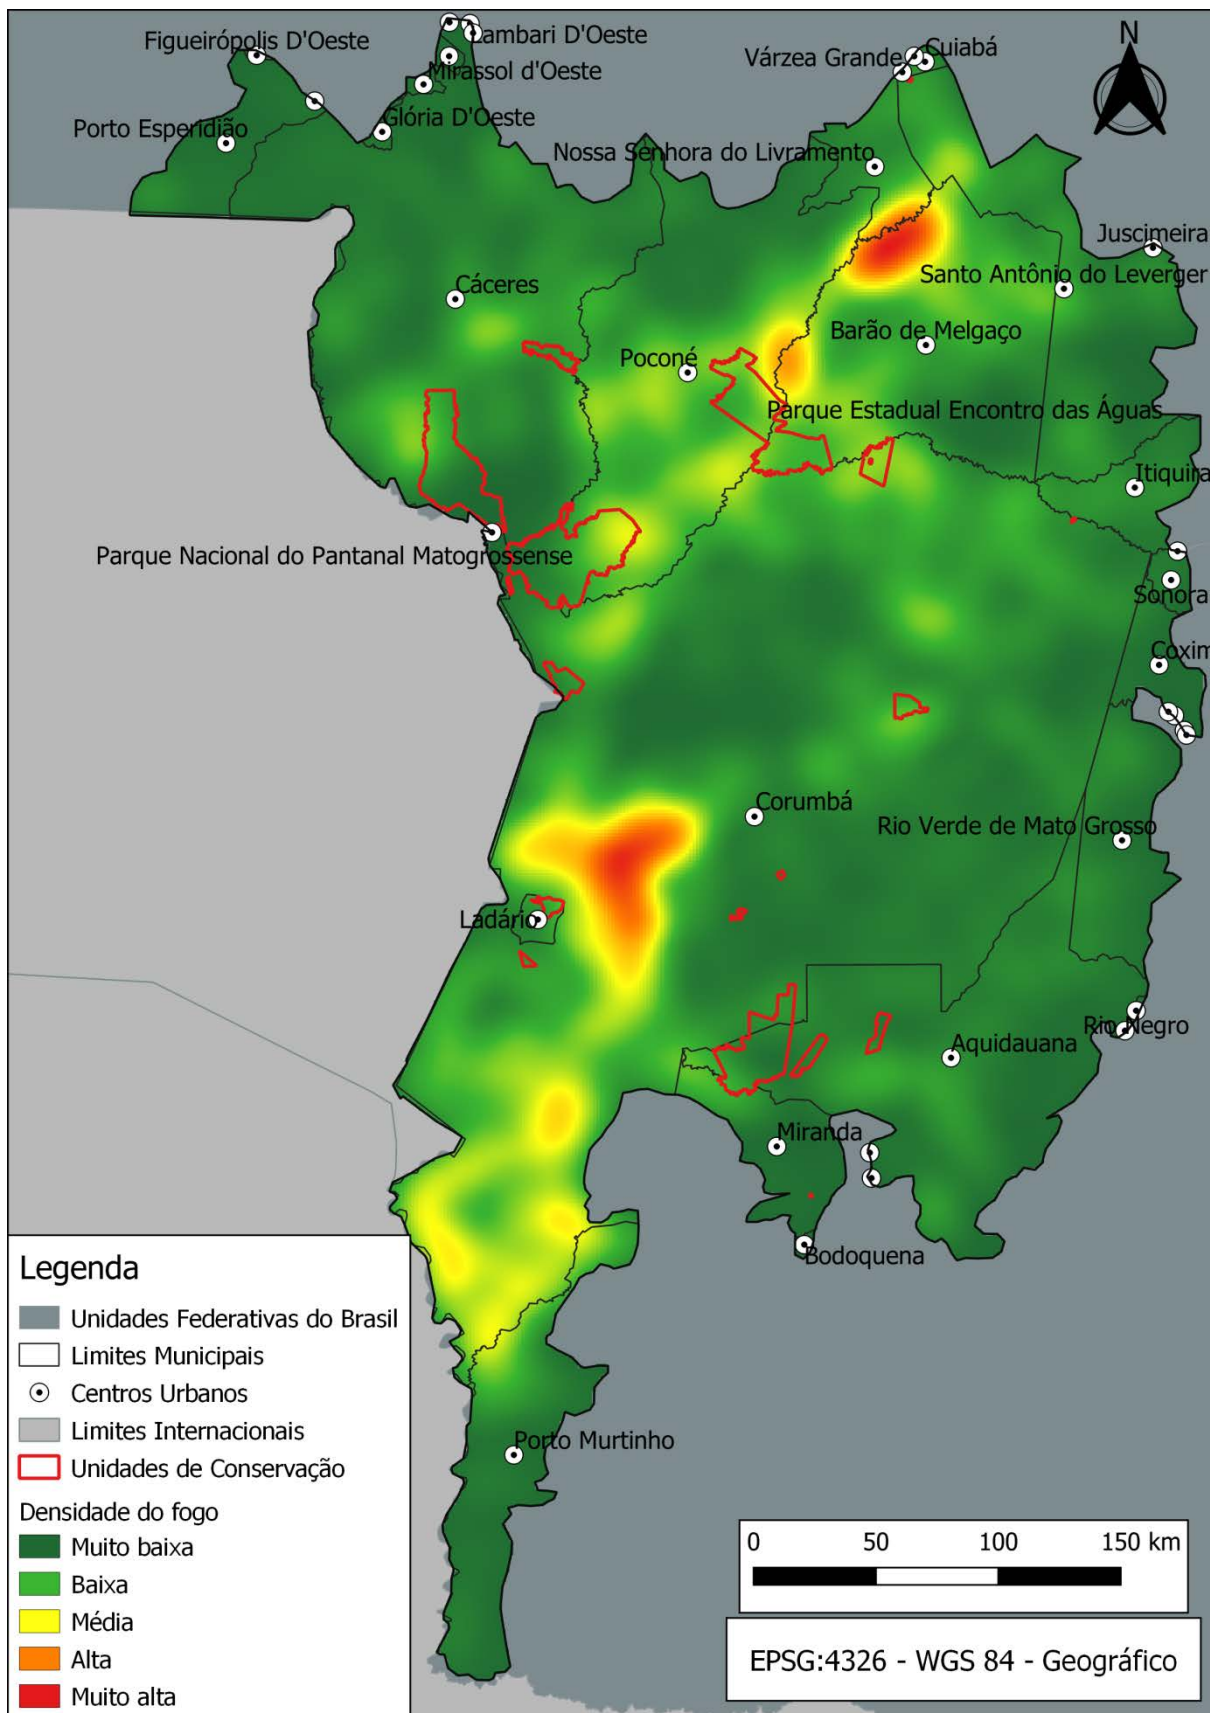 N
Lambari D'Oeste
Figueirópolis D'Oeste
Várzea Grande
Cuiabá
Mirassol d'Oeste
Glória D'Oeste
Porto Esperidião
Nossa Senhora do Livramento
Juscimeira
Santo Antônio do Leverger
Cáceres
Barão de Melgaço
Poconé
Parque Estadual Encontro das Águas
Itiquira
Parque Nacional do Pantanal Matogrossense
Sonora
Coxim
Corumbá
Rio Verde de Mato Grosso
Ladário
Rio Negro
Aquidauana
Miranda
Bodoquena
Porto Murtinho
Legenda
Unidades Federativas do Brasil
Limites Municipais
Centros Urbanos
Limites Internacionais
Unidades de Conservação
Densidade do fogo
Muito baixa
Baixa
Média
Alta
Muito alta
0 50 100 150 km
EPSG:4326 - WGS 84 - Geográfico